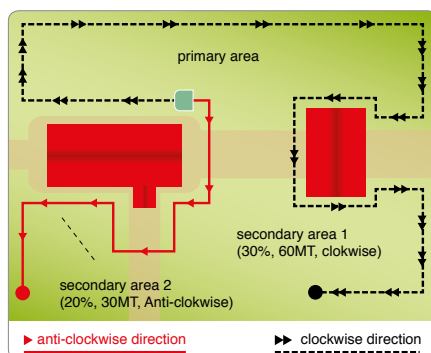 primary area
secondary area 1
(30%, 60MT, clokwise)
secondary area 2
(20%, 30MT, Anti-clokwise)
anti-clockwise direction
clockwise direction